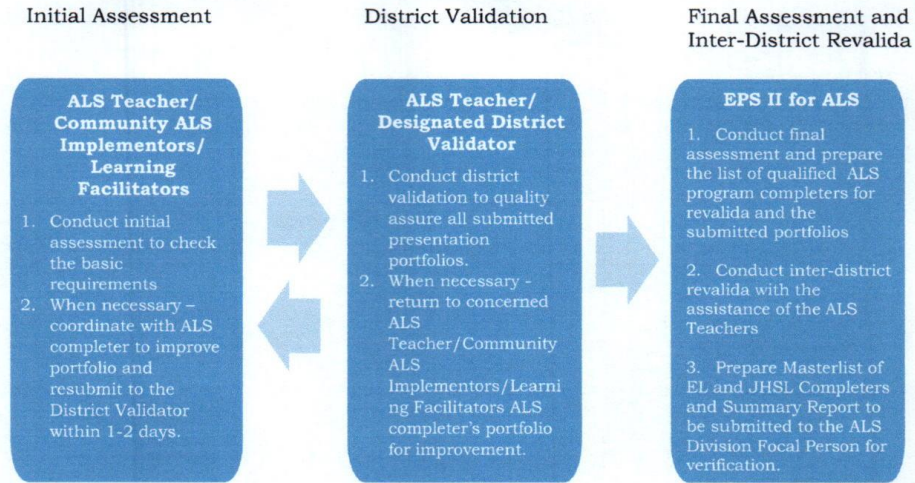 Initial Assessment
ALS Teacher/
Community ALS
Implementors/
Learning
Facilitators
1. Conduct initial
assessment to check
the basic
requirements
2. When necessary –
coordinate with ALS
completer to improve
portfolio and
resubmit to the
District Validator
within 1-2 days.
District Validation
ALS Teacher/
Designated District
Validator
1. Conduct district
validation to quality
assure all submitted
presentation
portfolios.
2. When necessary -
return to concerned
ALS
Teacher/Community
ALS
Implementors/Learni
ng Facilitators ALS
completer's portfolio
for improvement.
Final Assessment and
Inter-District Revalida
EPS II for ALS
1. Conduct final
assessment and prepare
the list of qualified ALS
program completers for
revalida and the
submitted portfolios
2. Conduct inter-district
revalida with the
assistance of the ALS
Teachers
3. Prepare Masterlist of
EL and JHSL Completers
and Summary Report to
be submitted to the ALS
Division Focal Person for
verification.